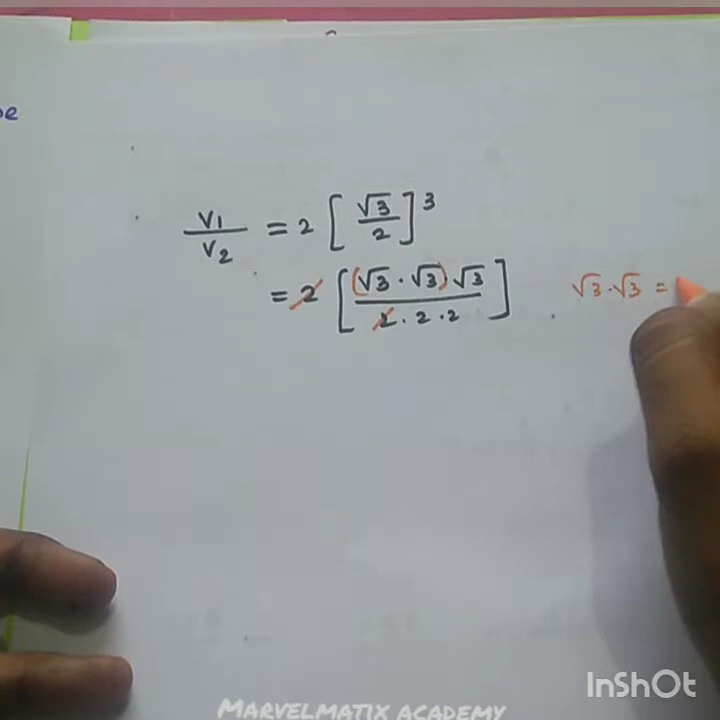 V1/V2 = 2 [√3/2]³
= 2 [(√3 · √3) √3 / 2 · 2 · 2] √3 · √3 =
InShOt
MARVELMATIX ACADEMY